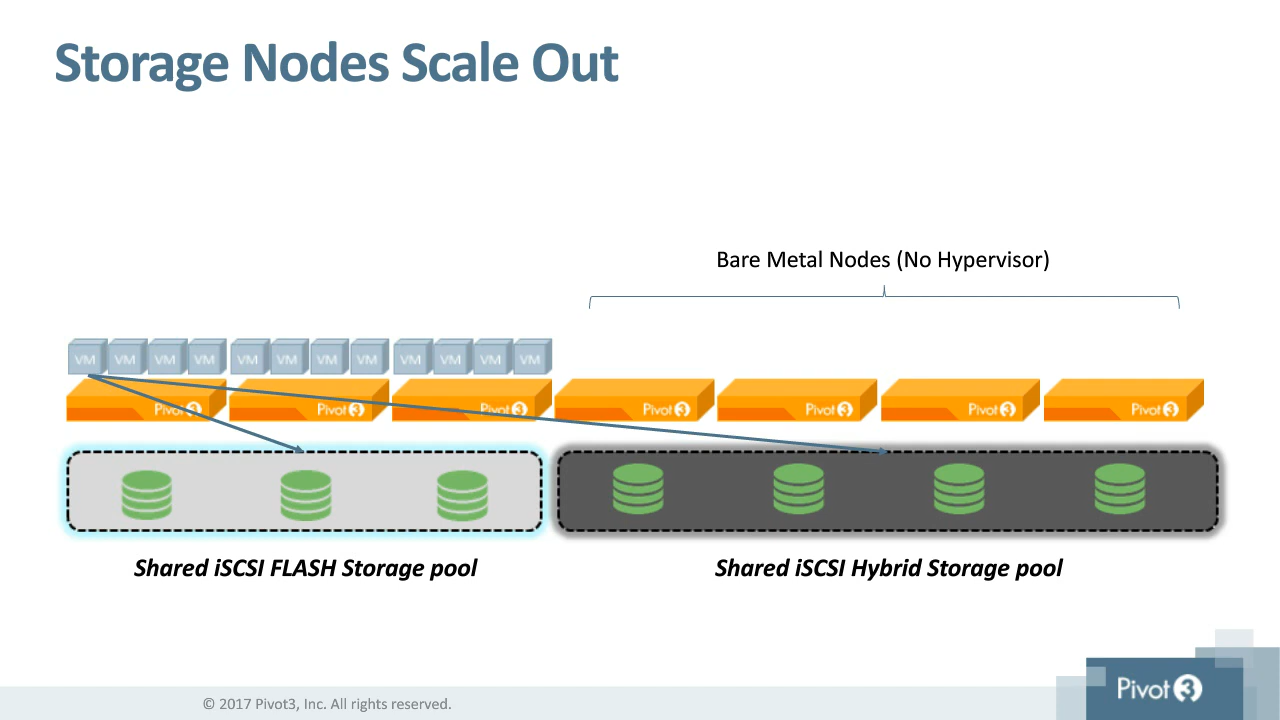 Storage Nodes Scale Out
Bare Metal Nodes (No Hypervisor)
VM VM VM VM VM VM VM VM VM VM VM VM
Pivot3 Pivot3 Pivot3 Pivot3 Pivot3 Pivot3 Pivot3
Shared iSCSI FLASH Storage pool
Shared iSCSI Hybrid Storage pool
© 2017 Pivot3, Inc. All rights reserved.
Pivot3